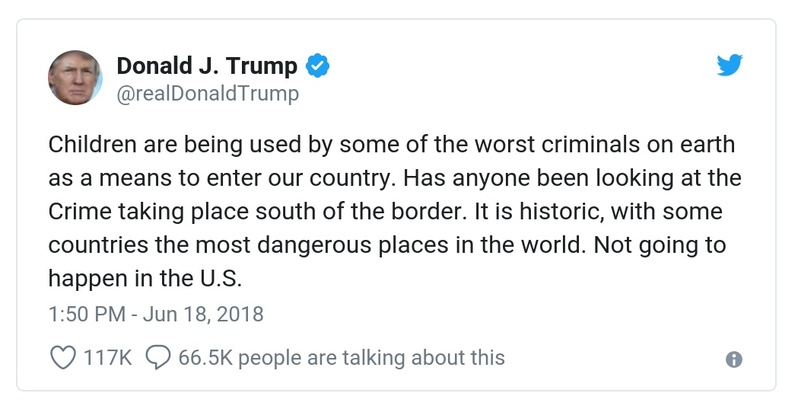 Donald J. Trump
@realDonaldTrump
Children are being used by some of the worst criminals on earth
as a means to enter our country. Has anyone been looking at the
Crime taking place south of the border. It is historic, with some
countries the most dangerous places in the world. Not going to
happen in the U.S.
1:50 PM - Jun 18, 2018
117K 66.5K people are talking about this